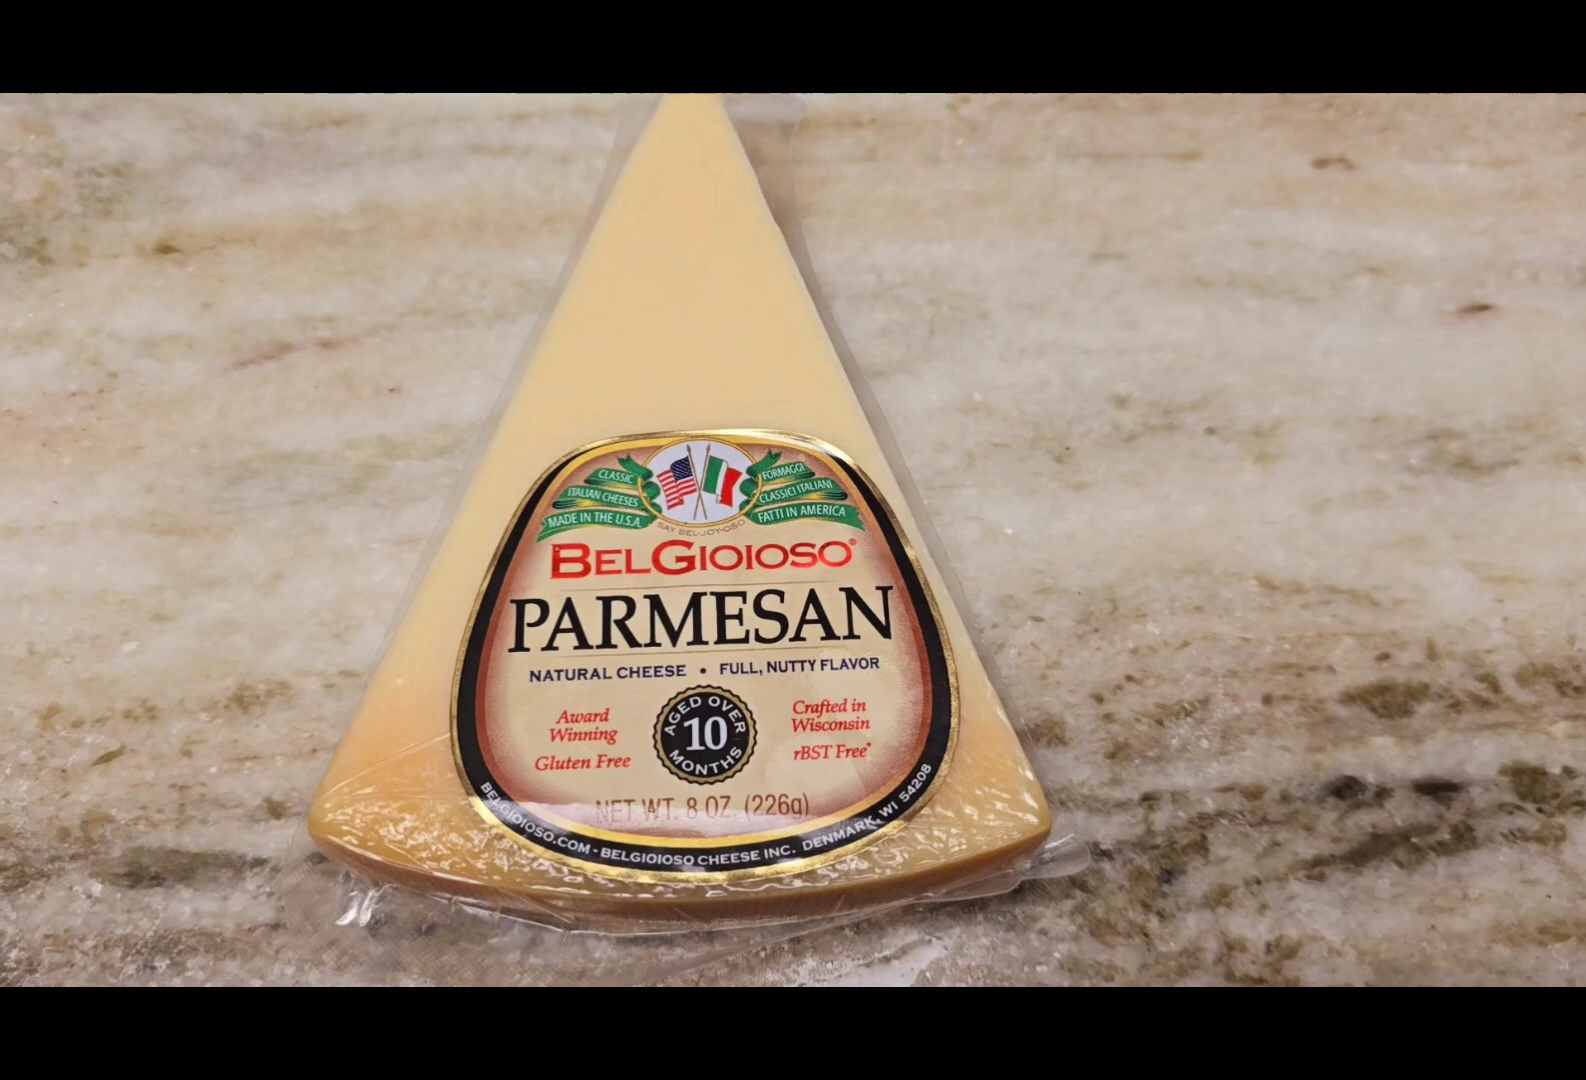 CLASSIC
ITALIAN CHEESES
MADE IN THE U.S.A.
FORMAGGI
CLASSICI ITALIANI
FATTI IN AMERICA
SAY BEL-JOY-OSO
BELGIOIOSO®
PARMESAN
NATURAL CHEESE • FULL, NUTTY FLAVOR
Award
Winning
Gluten Free
AGED OVER
10
MONTHS
Crafted in
Wisconsin
rBST Free*
NET WT. 8 OZ. (226g)
BELGIOIOSO.COM - BELGIOIOSO CHEESE INC. DENMARK, WI 54208